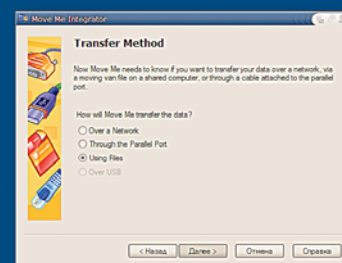 Move Me Integrator
Transfer Method
Now Move Me needs to know if you want to transfer your data over a network, via
a moving van file on a shared computer, or through a cable attached to the parallel
port.
How will Move Me transfer the data?
Over a Network
Through the Parallel Port
Using Files
Over USB
< Назад
Далее >
Отмена
Справка